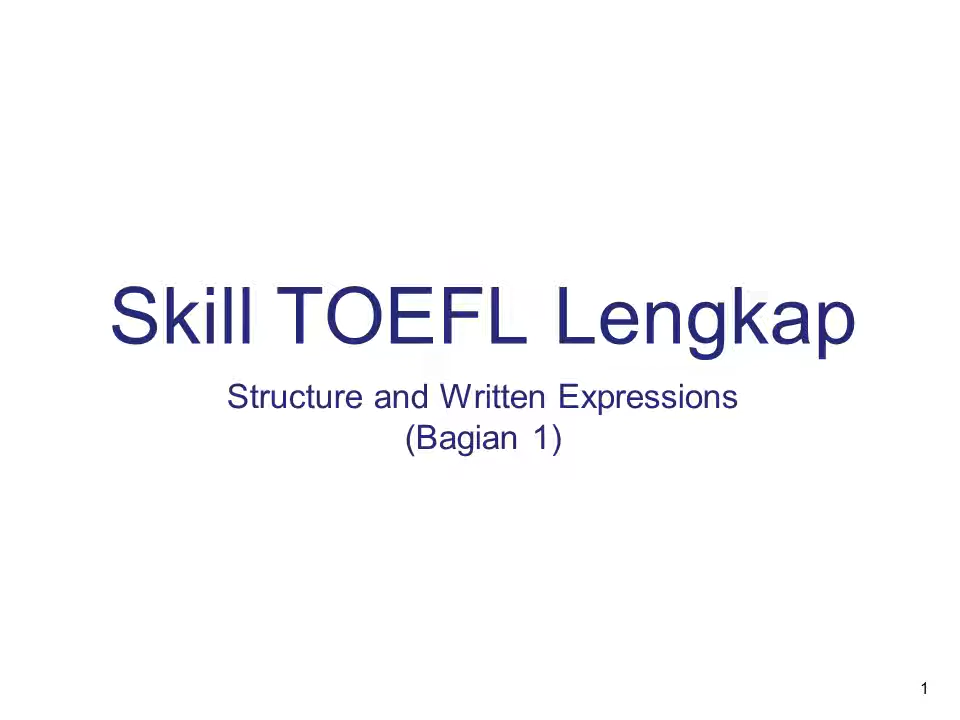 Skill TOEFL Lengkap
Structure and Written Expressions
(Bagian 1)
1